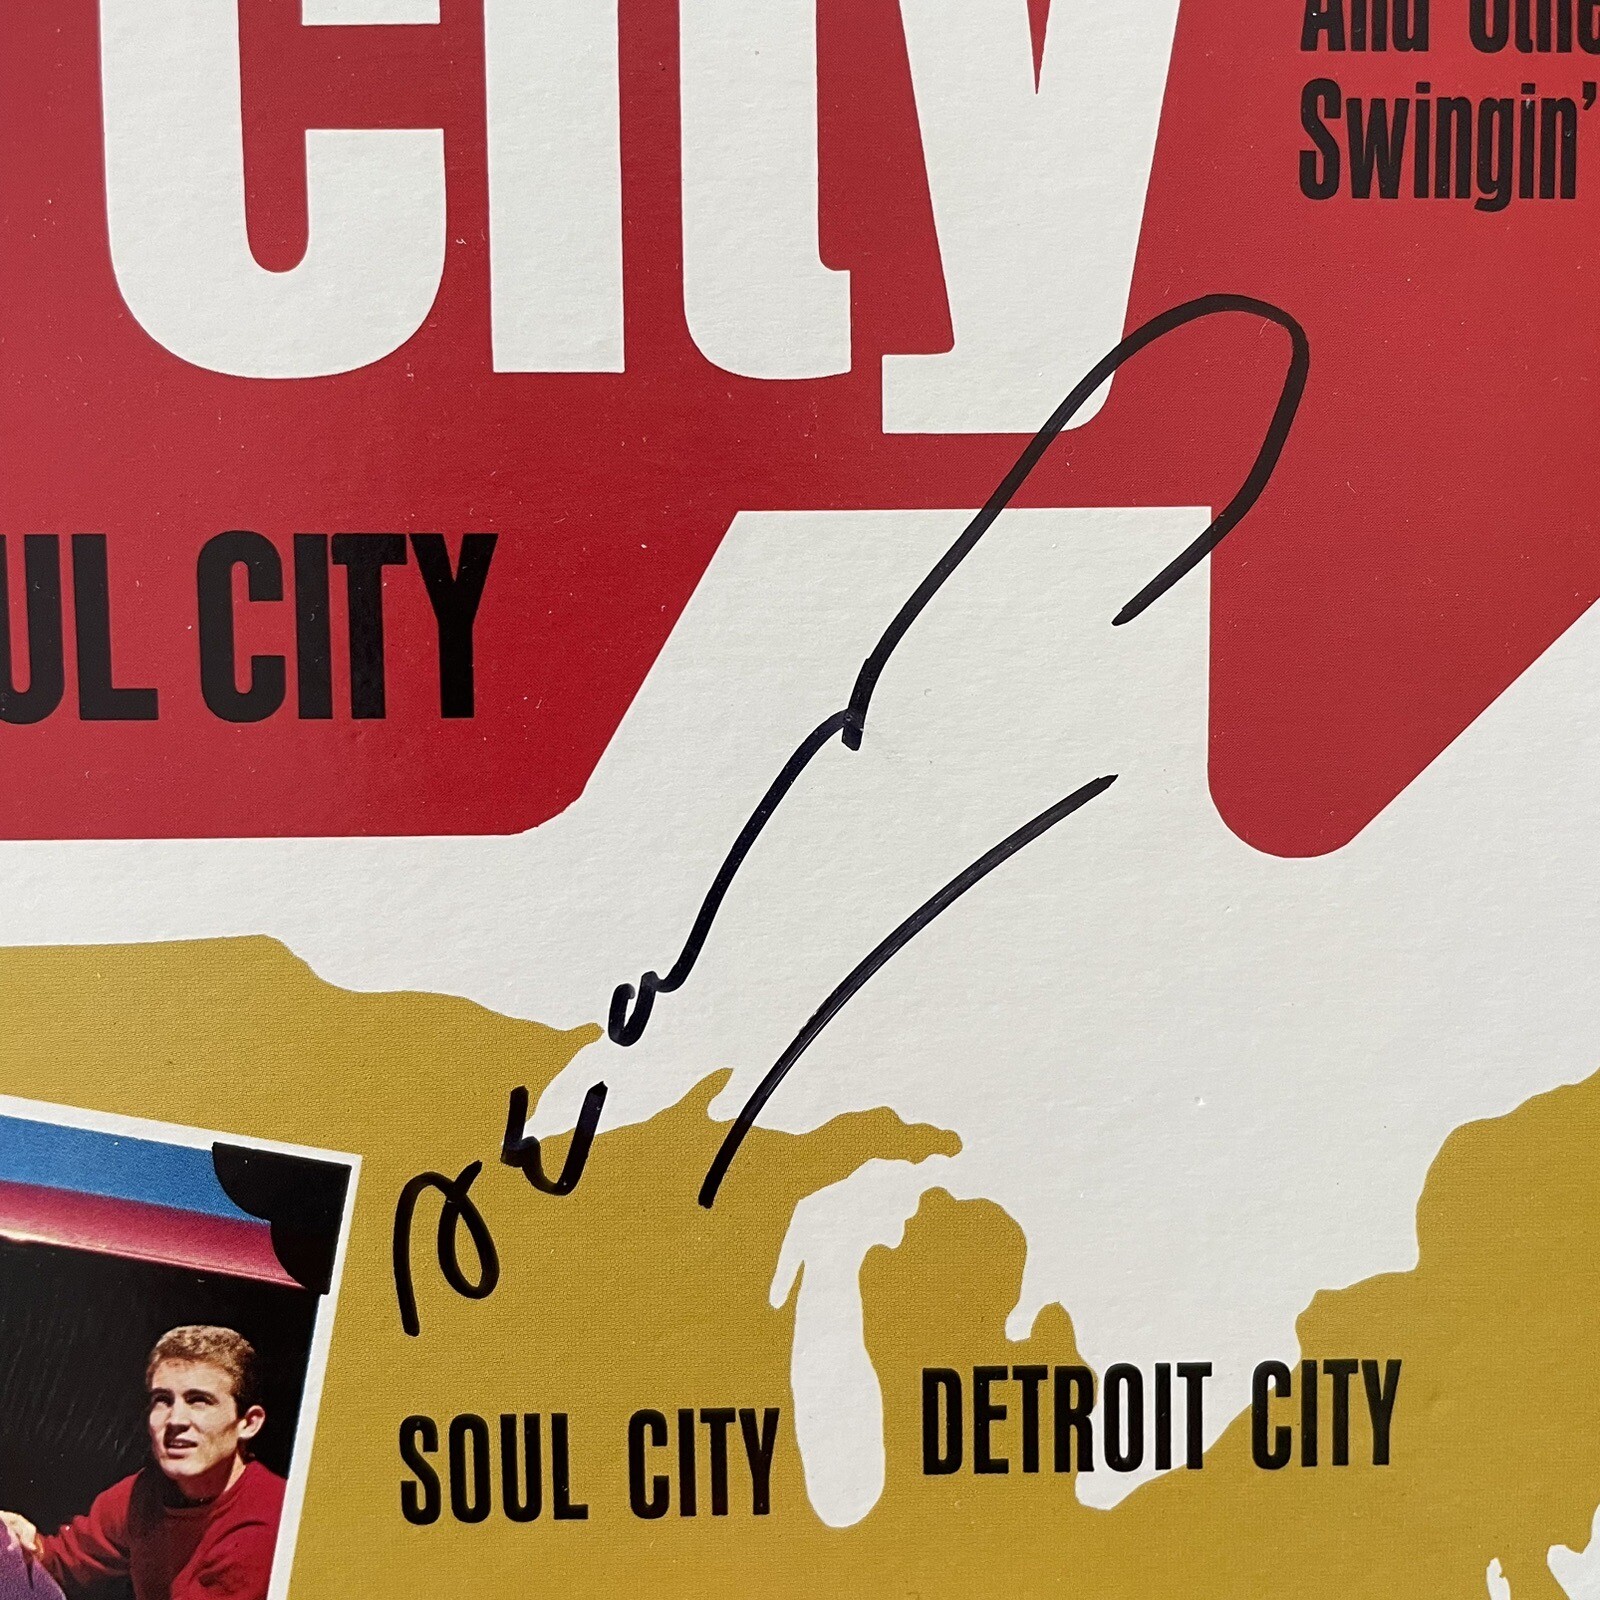 City
And Othe
Swingin'
UL CITY
SOUL CITY
DETROIT CITY